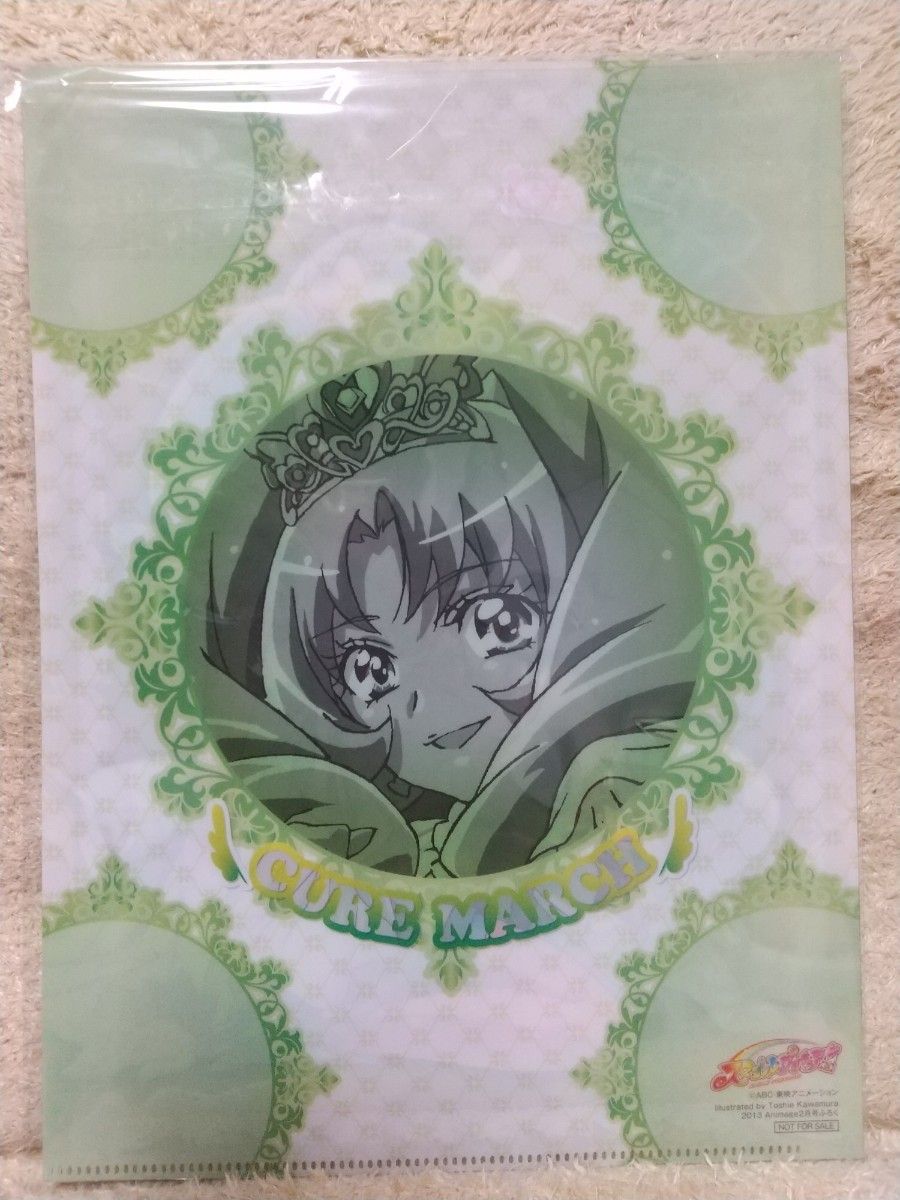 CURE MARCH
スマイルプリキュア!
©ABC・東映アニメーション
Illustrated by Toshie Kawamura
2013 Animage2月号ふろく
NOT FOR SALE